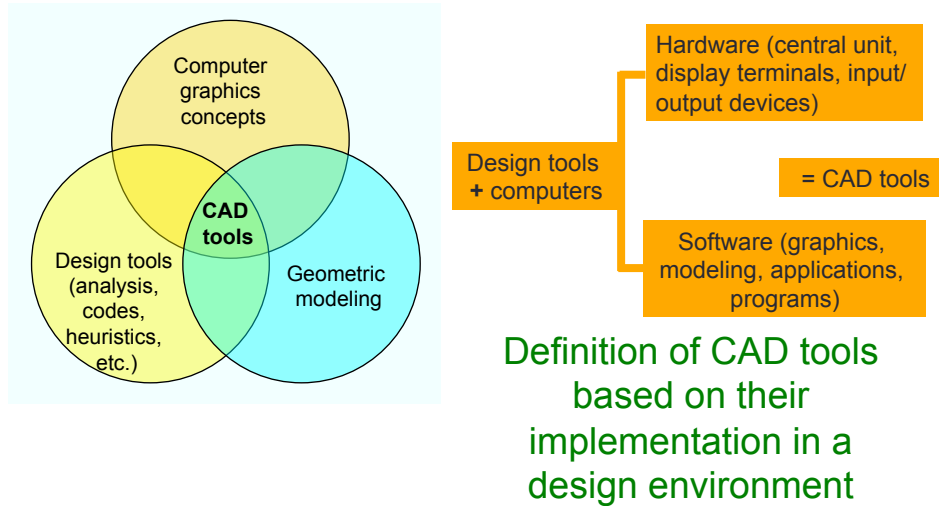 Computer
graphics
concepts
CAD
tools
Design tools
(analysis,
codes,
heuristics,
etc.)
Geometric
modeling
Hardware (central unit,
display terminals, input/
output devices)
Design tools
+ computers
= CAD tools
Software (graphics,
modeling, applications,
programs)
Definition of CAD tools
based on their
implementation in a
design environment